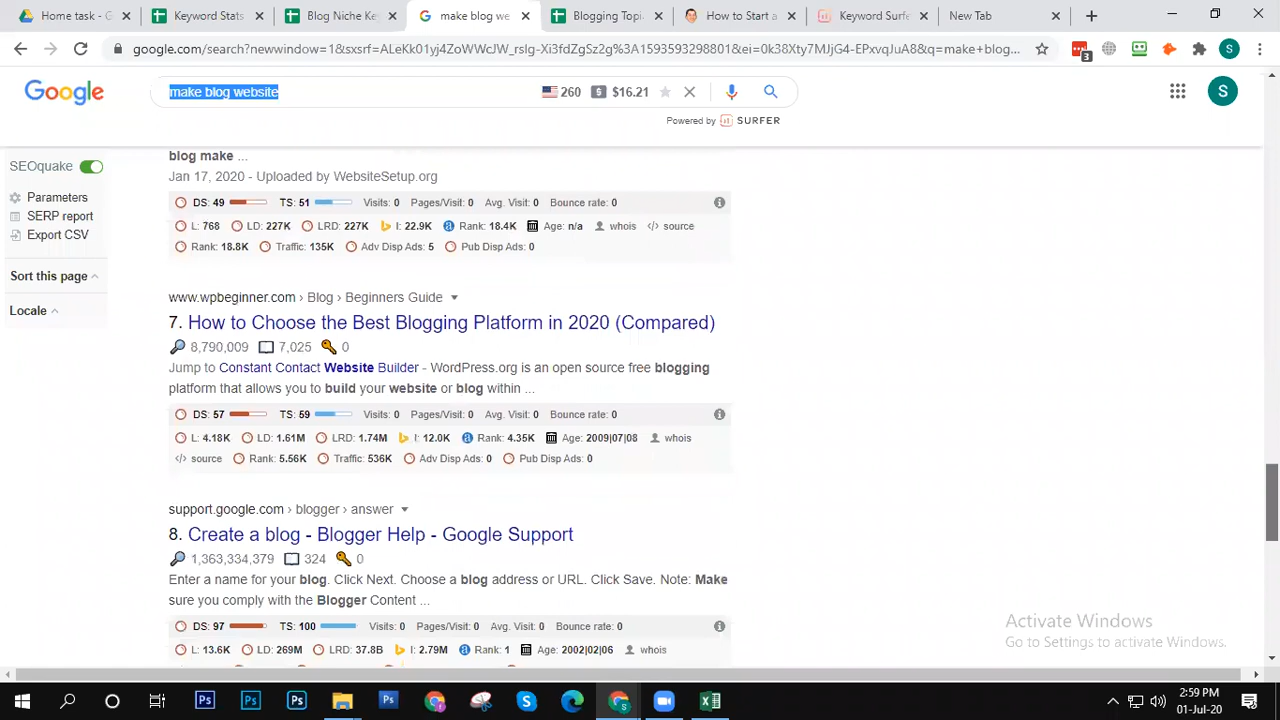 Home task - G
Keyword Stats
Blog Niche Ke
make blog we
Blogging Topi
How to Start a
Keyword Surfe
New Tab
google.com/search?newwindow=1&sxsrf=ALeKk01yj4ZoWWcJW_rslg-Xi3fdZgSz2g%3A1593593298801&ei=0k38Xty7MJjG4-EPxvqJuA8&q=make+blog...
3
S
Google
make blog website
260
$
$16.21
S
Powered by SURFER
SEOquake
Parameters
SERP report
Export CSV
Sort this page
Locale
blog make ...
Jan 17, 2020 - Uploaded by WebsiteSetup.org
DS: 49 TS: 51 Visits: 0 Pages/Visit: 0 Avg. Visit: 0 Bounce rate: 0
L: 768 LD: 227K LRD: 227K I: 22.9K Rank: 18.4K Age: n/a whois </> source
Rank: 18.8K Traffic: 135K Adv Disp Ads: 5 Pub Disp Ads: 0
www.wpbeginner.com › Blog › Beginners Guide
7. How to Choose the Best Blogging Platform in 2020 (Compared)
8,790,009 7,025 0
Jump to Constant Contact Website Builder - WordPress.org is an open source free blogging
platform that allows you to build your website or blog within ...
DS: 57 TS: 59 Visits: 0 Pages/Visit: 0 Avg. Visit: 0 Bounce rate: 0
L: 4.18K LD: 1.61M LRD: 1.74M I: 12.0K Rank: 4.35K Age: 2009|07|08 whois
</> source Rank: 5.56K Traffic: 536K Adv Disp Ads: 0 Pub Disp Ads: 0
support.google.com › blogger › answer
8. Create a blog - Blogger Help - Google Support
1,363,334,379 324 0
Enter a name for your blog. Click Next. Choose a blog address or URL. Click Save. Note: Make
sure you comply with the Blogger Content ...
DS: 97 TS: 100 Visits: 0 Pages/Visit: 0 Avg. Visit: 0 Bounce rate: 0
L: 13.6K LD: 269M LRD: 37.8B I: 2.79M Rank: 1 Age: 2002|02|06 whois
Activate Windows
Go to Settings to activate Windows.
2:59 PM
01-Jul-20